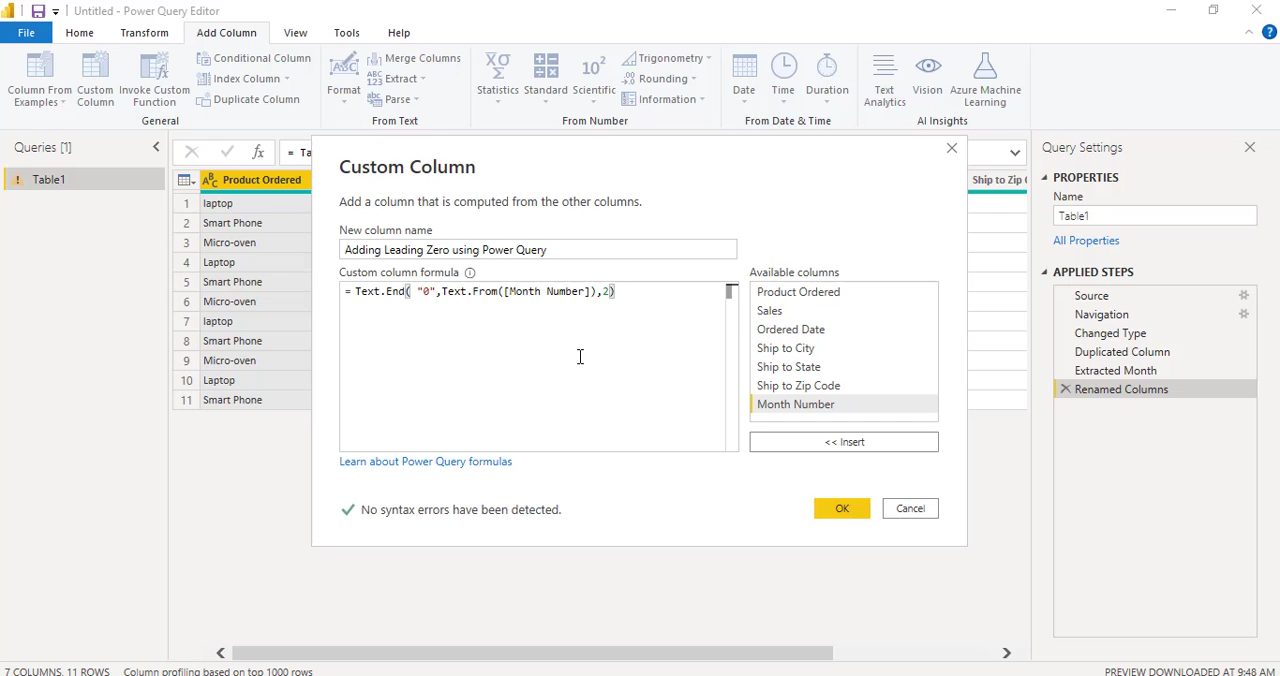 Untitled - Power Query Editor
File Home Transform Add Column View Tools Help
Column From Examples
Custom Column
Invoke Custom Function
Conditional Column
Index Column
Duplicate Column
General
Format
Merge Columns
Extract
Parse
From Text
Statistics
Standard
Scientific
Trigonometry
Rounding
Information
From Number
Date
Time
Duration
From Date & Time
Text Analytics
Vision
Azure Machine Learning
AI Insights
Queries [1]
Table1
= Ta
Product Ordered
Ship to Zip C
1 laptop
2 Smart Phone
3 Micro-oven
4 Laptop
5 Smart Phone
6 Micro-oven
7 laptop
8 Smart Phone
9 Micro-oven
10 Laptop
11 Smart Phone
Custom Column
Add a column that is computed from the other columns.
New column name
Adding Leading Zero using Power Query
Custom column formula
= Text.End( "0",Text.From([Month Number]),2)
Available columns
Product Ordered
Sales
Ordered Date
Ship to City
Ship to State
Ship to Zip Code
Month Number
<< Insert
Learn about Power Query formulas
No syntax errors have been detected.
OK
Cancel
Query Settings
PROPERTIES
Name
Table1
All Properties
APPLIED STEPS
Source
Navigation
Changed Type
Duplicated Column
Extracted Month
Renamed Columns
7 COLUMNS, 11 ROWS Column profiling based on top 1000 rows
PREVIEW DOWNLOADED AT 9:48 AM